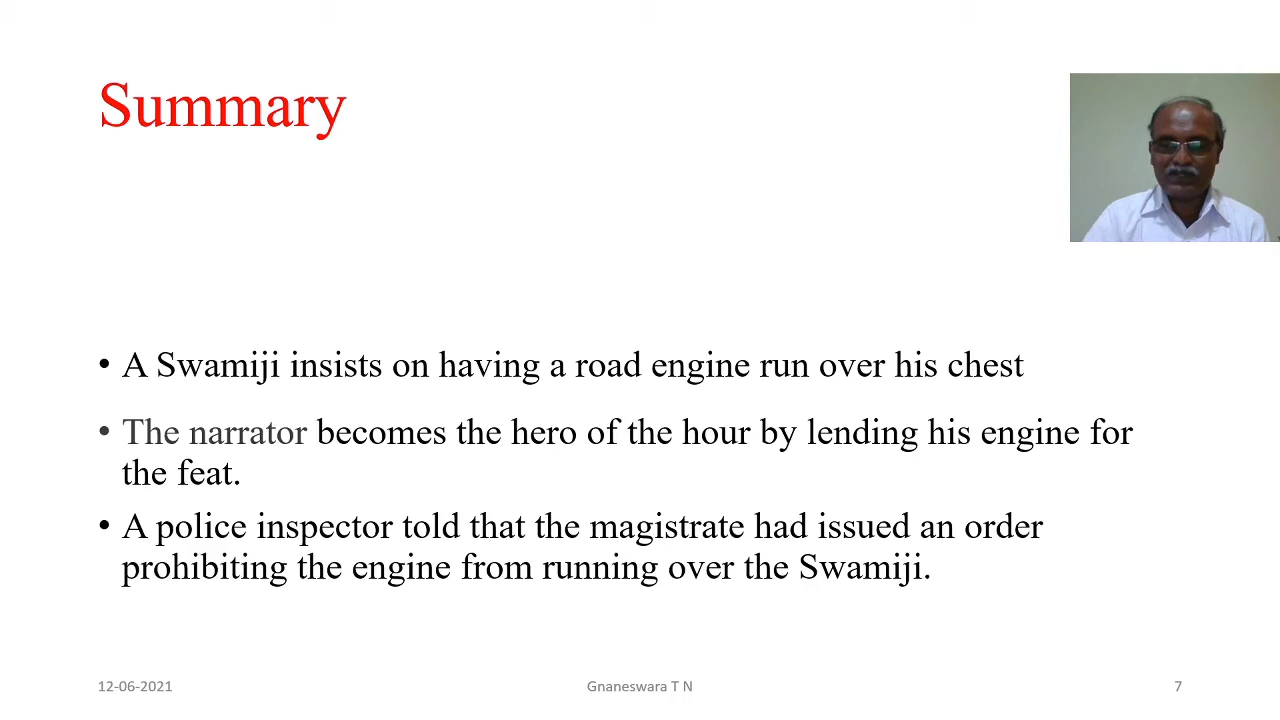 Summary
• A Swamiji insists on having a road engine run over his chest
• The narrator becomes the hero of the hour by lending his engine for
the feat.
• A police inspector told that the magistrate had issued an order
prohibiting the engine from running over the Swamiji.
12-06-2021
Gnaneswara T N
7